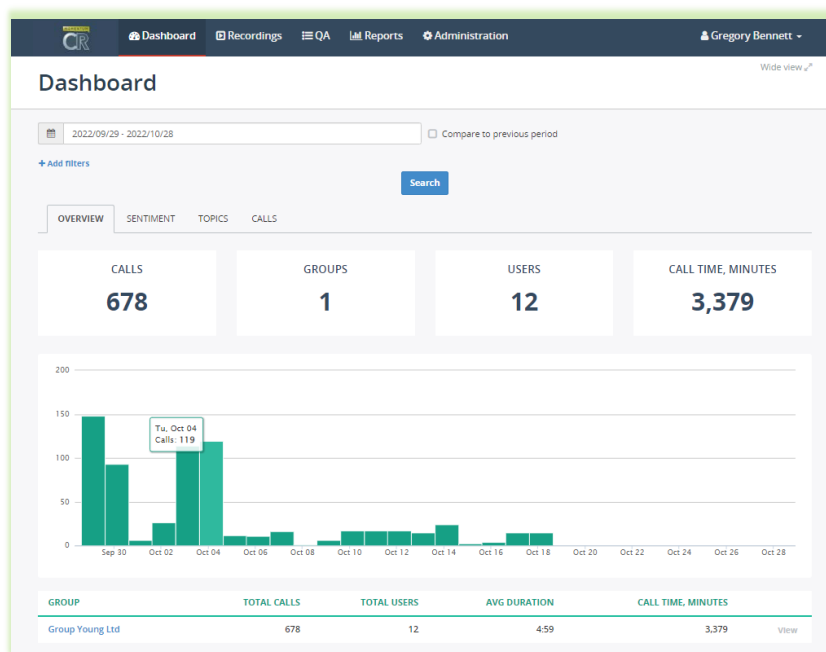 CR
Dashboard Recordings QA Reports Administration Gregory Bennett
Wide view
Dashboard
2022/09/29 - 2022/10/28 Compare to previous period
+ Add filters
Search
OVERVIEW SENTIMENT TOPICS CALLS
CALLS GROUPS USERS CALL TIME, MINUTES
678 1 12 3,379
200
150
Tu, Oct 04
Calls: 119
100
50
0
Sep 30 Oct 02 Oct 04 Oct 06 Oct 08 Oct 10 Oct 12 Oct 14 Oct 16 Oct 18 Oct 20 Oct 22 Oct 24 Oct 26 Oct 28
GROUP TOTAL CALLS TOTAL USERS AVG DURATION CALL TIME, MINUTES
Group Young Ltd 678 12 4:59 3,379 View